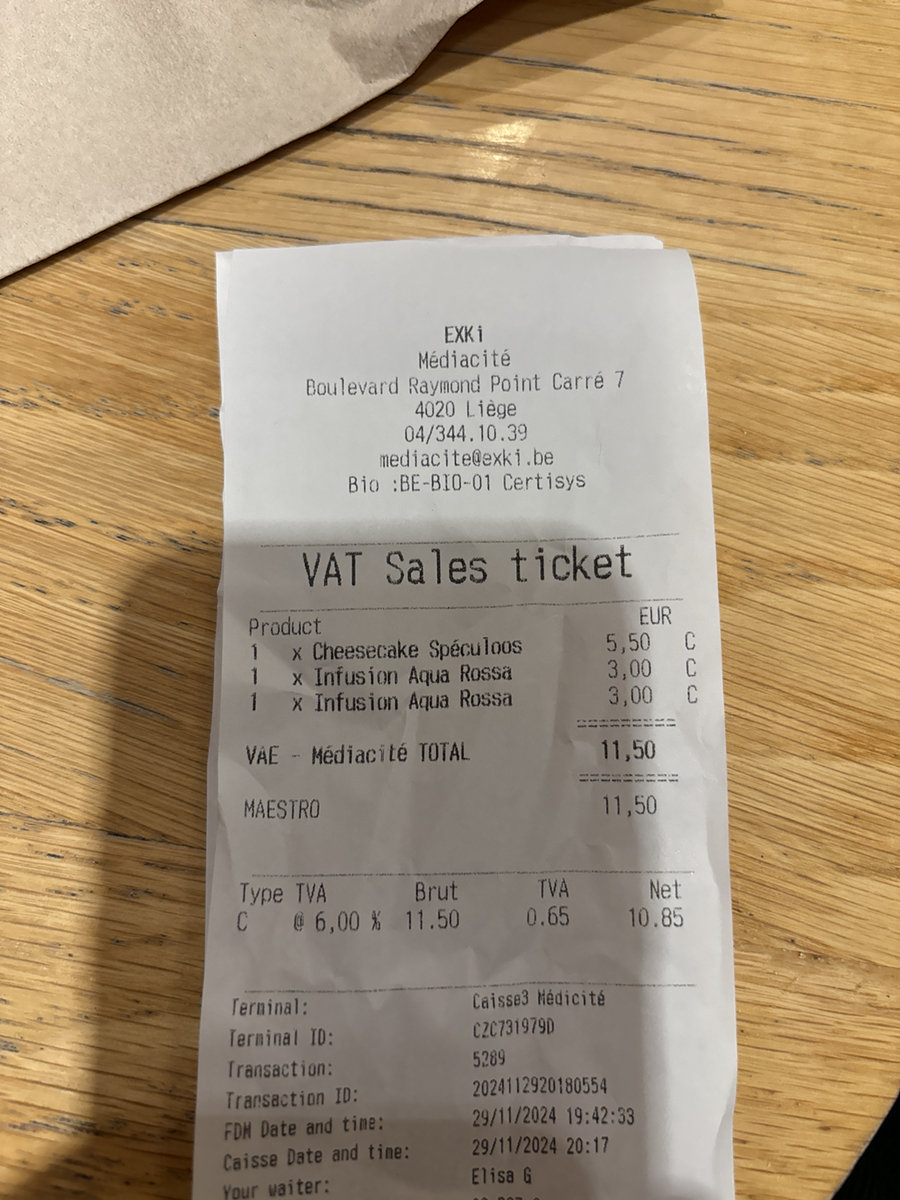 EXKi
Médiacité
Boulevard Raymond Point Carré 7
4020 Liège
04/344.10.39
mediacite@exki.be
Bio :BE-BIO-01 Certisys
VAT Sales ticket
Product EUR
1 x Cheesecake Spéculoos 5,50 C
1 x Infusion Aqua Rossa 3,00 C
1 x Infusion Aqua Rossa 3,00 C
VAE - Médiacité TOTAL 11,50
MAESTRO 11,50
Type TVA Brut TVA Net
C @ 6,00 % 11.50 0.65 10.85
Terminal: Caisse3 Médicité
Terminal ID: CZC731979D
Transaction: 5289
Transaction ID: 2024112920180554
FDM Date and time: 29/11/2024 19:42:33
Caisse Date and time: 29/11/2024 20:17
Your waiter: Elisa G